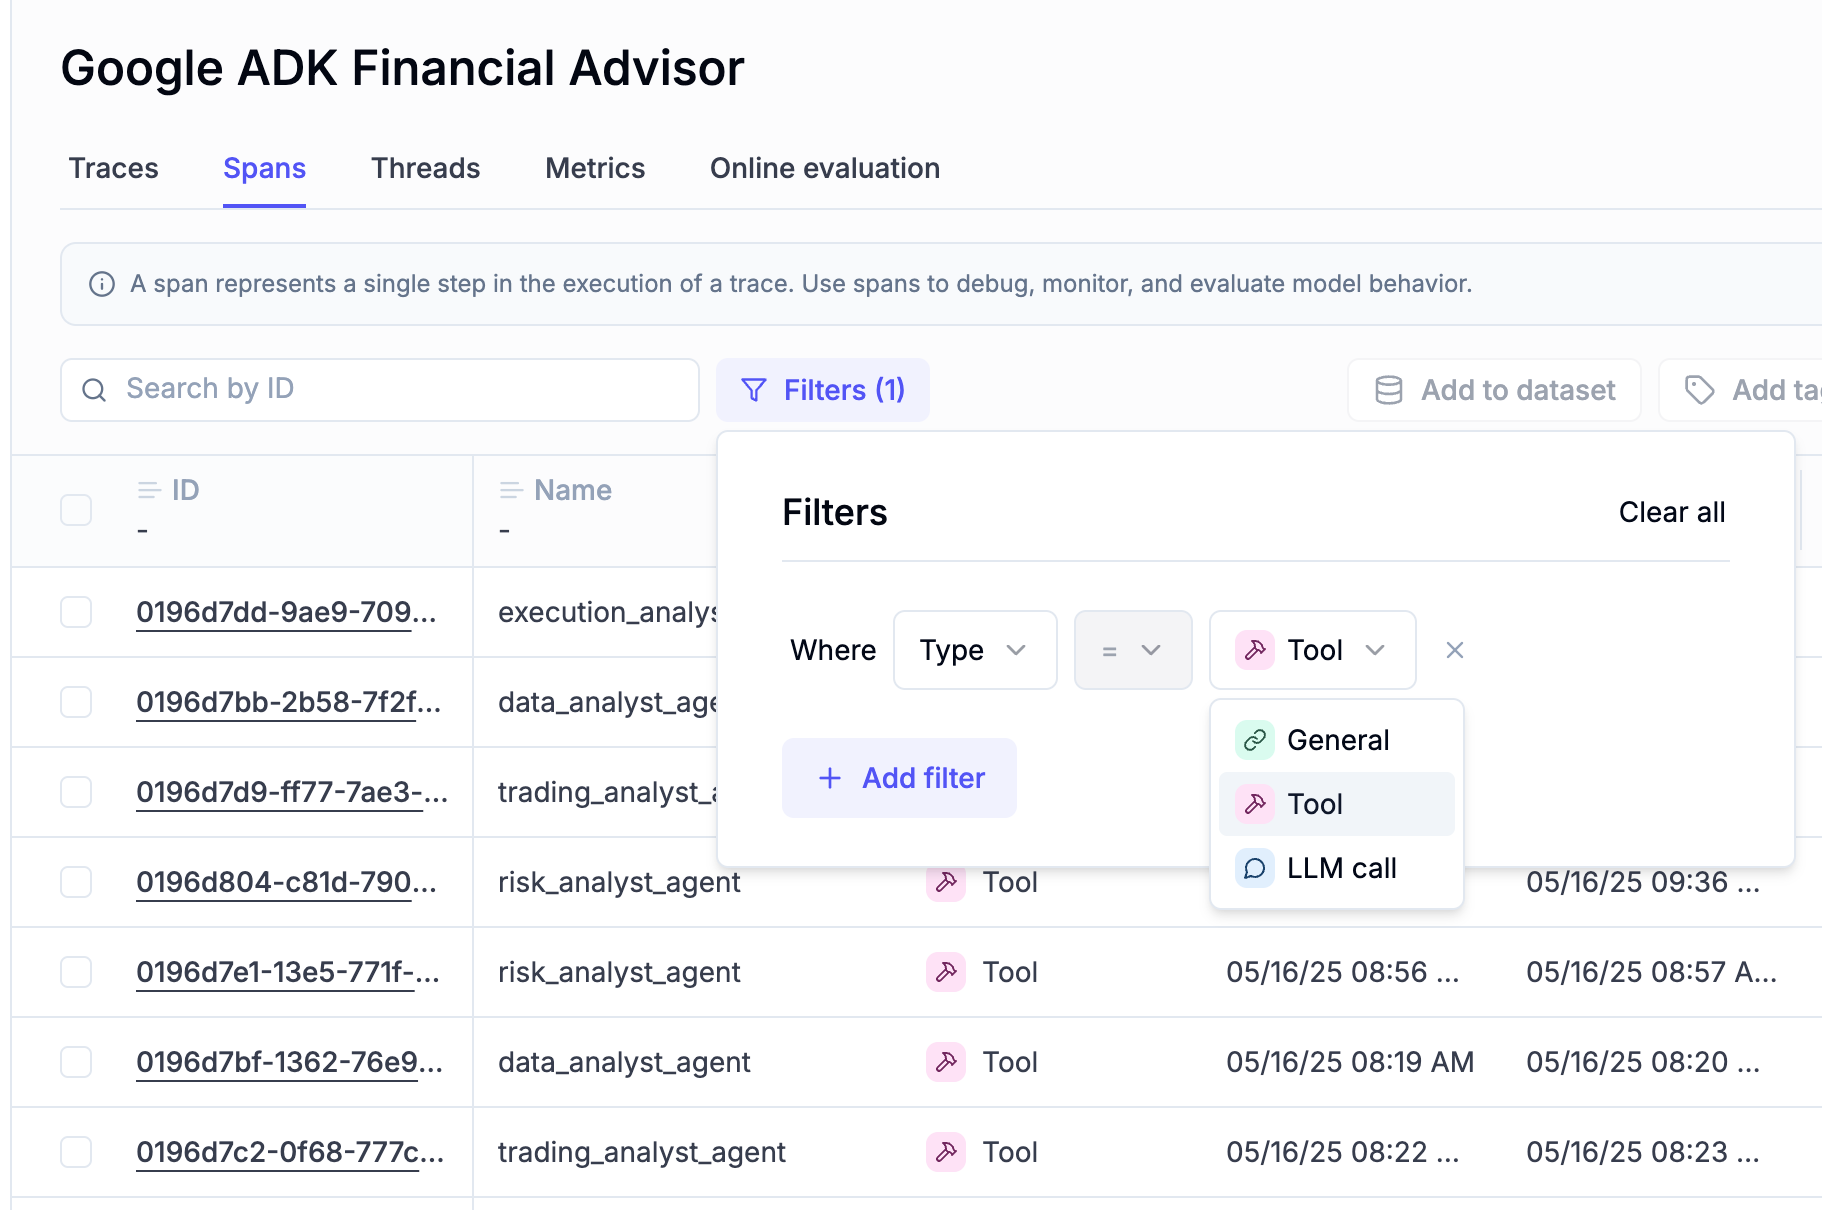 Google ADK Financial Advisor
Traces Spans Threads Metrics Online evaluation
A span represents a single step in the execution of a trace. Use spans to debug, monitor, and evaluate model behavior.
Search by ID Filters (1) Add to dataset Add
ID Name
- -
Filters Clear all
Where Type = Tool
General
Tool
LLM call
Add filter
0196d7dd-9ae9-709...
0196d7bb-2b58-7f2f...
0196d7d9-ff77-7ae3-...
0196d804-c81d-790... risk_analyst_agent Tool 05/16/25 09:36 ...
0196d7e1-13e5-771f-... risk_analyst_agent Tool 05/16/25 08:56 ... 05/16/25 08:57 A...
0196d7bf-1362-76e9... data_analyst_agent Tool 05/16/25 08:19 AM 05/16/25 08:20 ...
0196d7c2-0f68-777c... trading_analyst_agent Tool 05/16/25 08:22 ... 05/16/25 08:23 ...